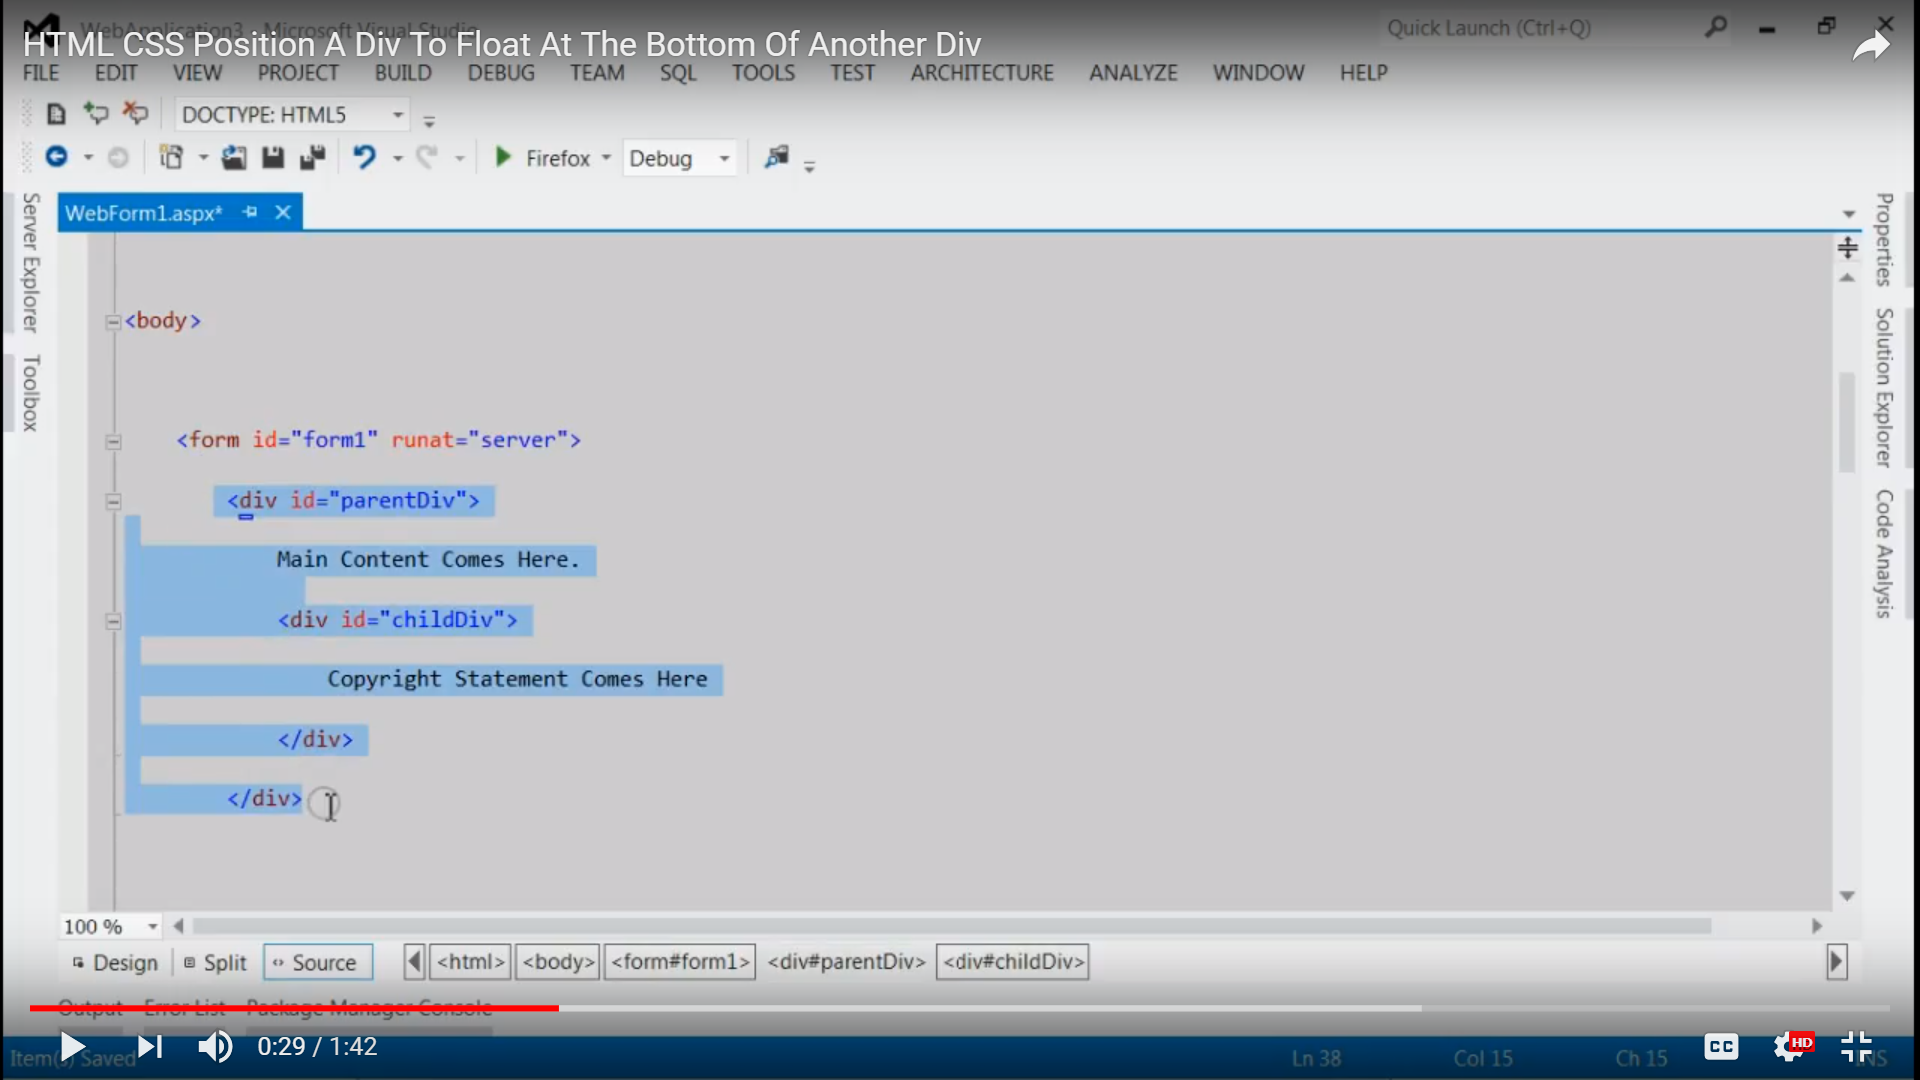 WebApplication3 - Microsoft Visual Studio
Quick Launch (Ctrl+Q)
HTML CSS Position A Div To Float At The Bottom Of Another Div
FILE EDIT VIEW PROJECT BUILD DEBUG TEAM SQL TOOLS TEST ARCHITECTURE ANALYZE WINDOW HELP
DOCTYPE: HTML5
Firefox Debug
WebForm1.aspx*
Server Explorer
Toolbox
Properties
Solution Explorer
Code Analysis
<body>
<form id="form1" runat="server">
<div id="parentDiv">
Main Content Comes Here.
<div id="childDiv">
Copyright Statement Comes Here
</div>
</div>
100 %
Design Split Source <html> <body> <form#form1> <div#parentDiv> <div#childDiv>
Output Error List Package Manager Console
0:29 / 1:42
CC
HD
Item(s) Saved Ln 38 Col 15 Ch 15 INS